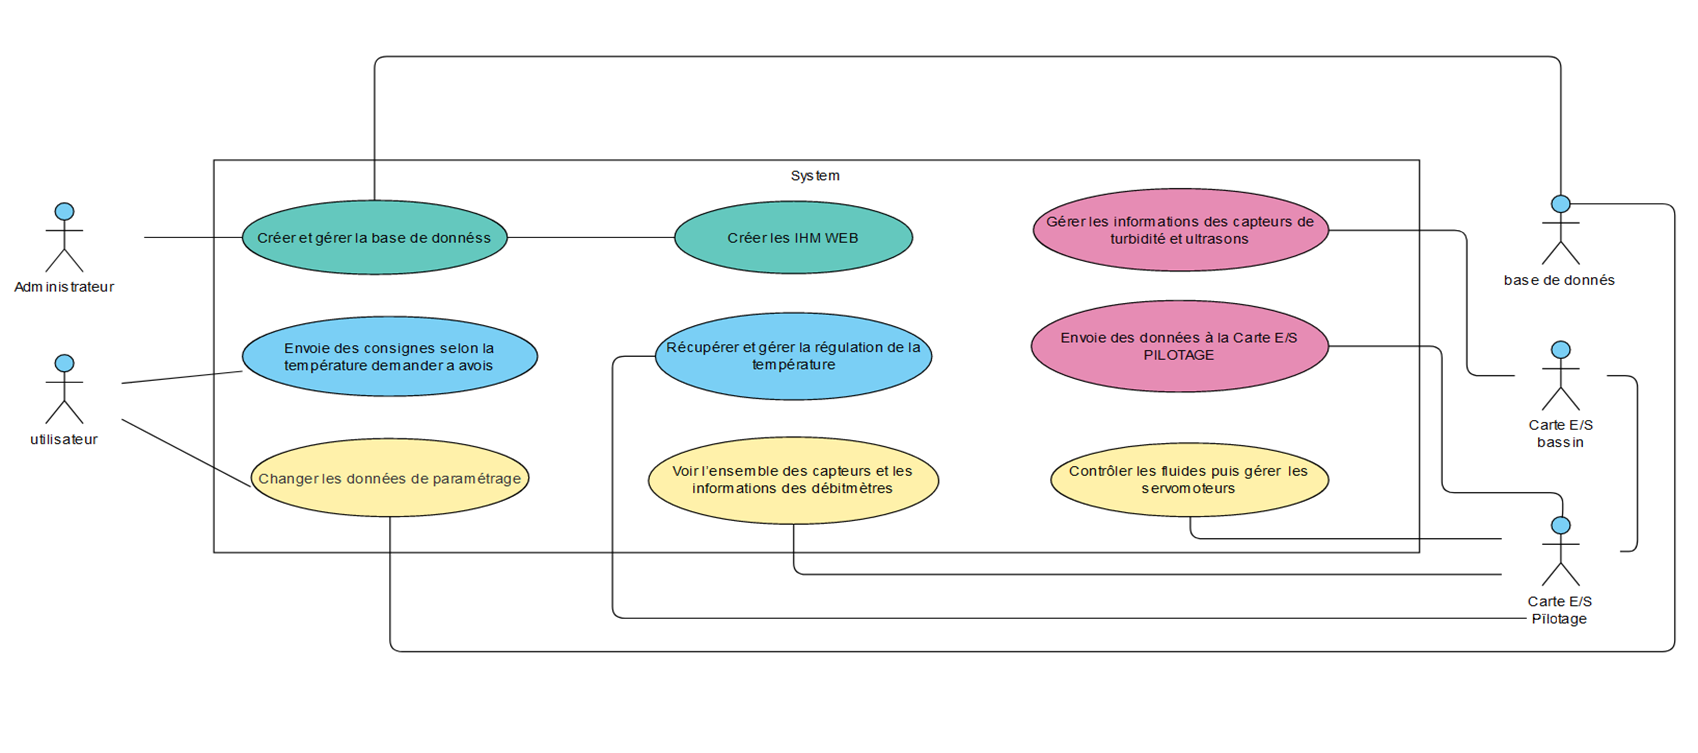 System
Administrateur
utilisateur
Créer et gérer la base de donnéss
Créer les IHM WEB
Gérer les informations des capteurs de
turbidité et ultrasons
Envoie des consignes selon la
température demander a avois
Récupérer et gérer la régulation de la
température
Envoie des données à la Carte E/S
PILOTAGE
Changer les données de paramétrage
Voir l'ensemble des capteurs et les
informations des débitmètres
Contrôler les fluides puis gérer les
servomoteurs
base de donnés
Carte E/S
bassin
Carte E/S
Pilotage